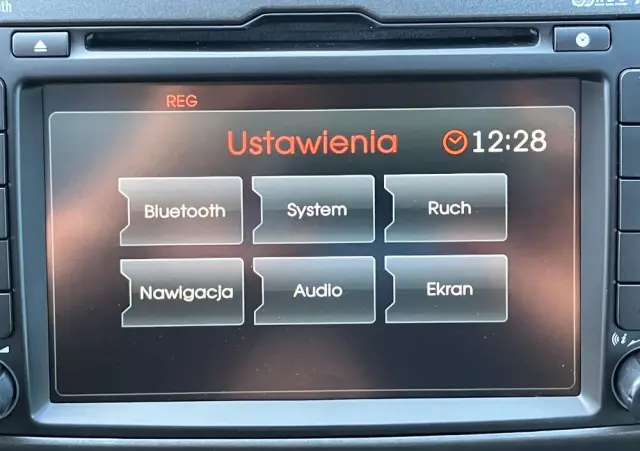 REG
Ustawienia 12:28
Bluetooth System Ruch
Nawigacja Audio Ekran